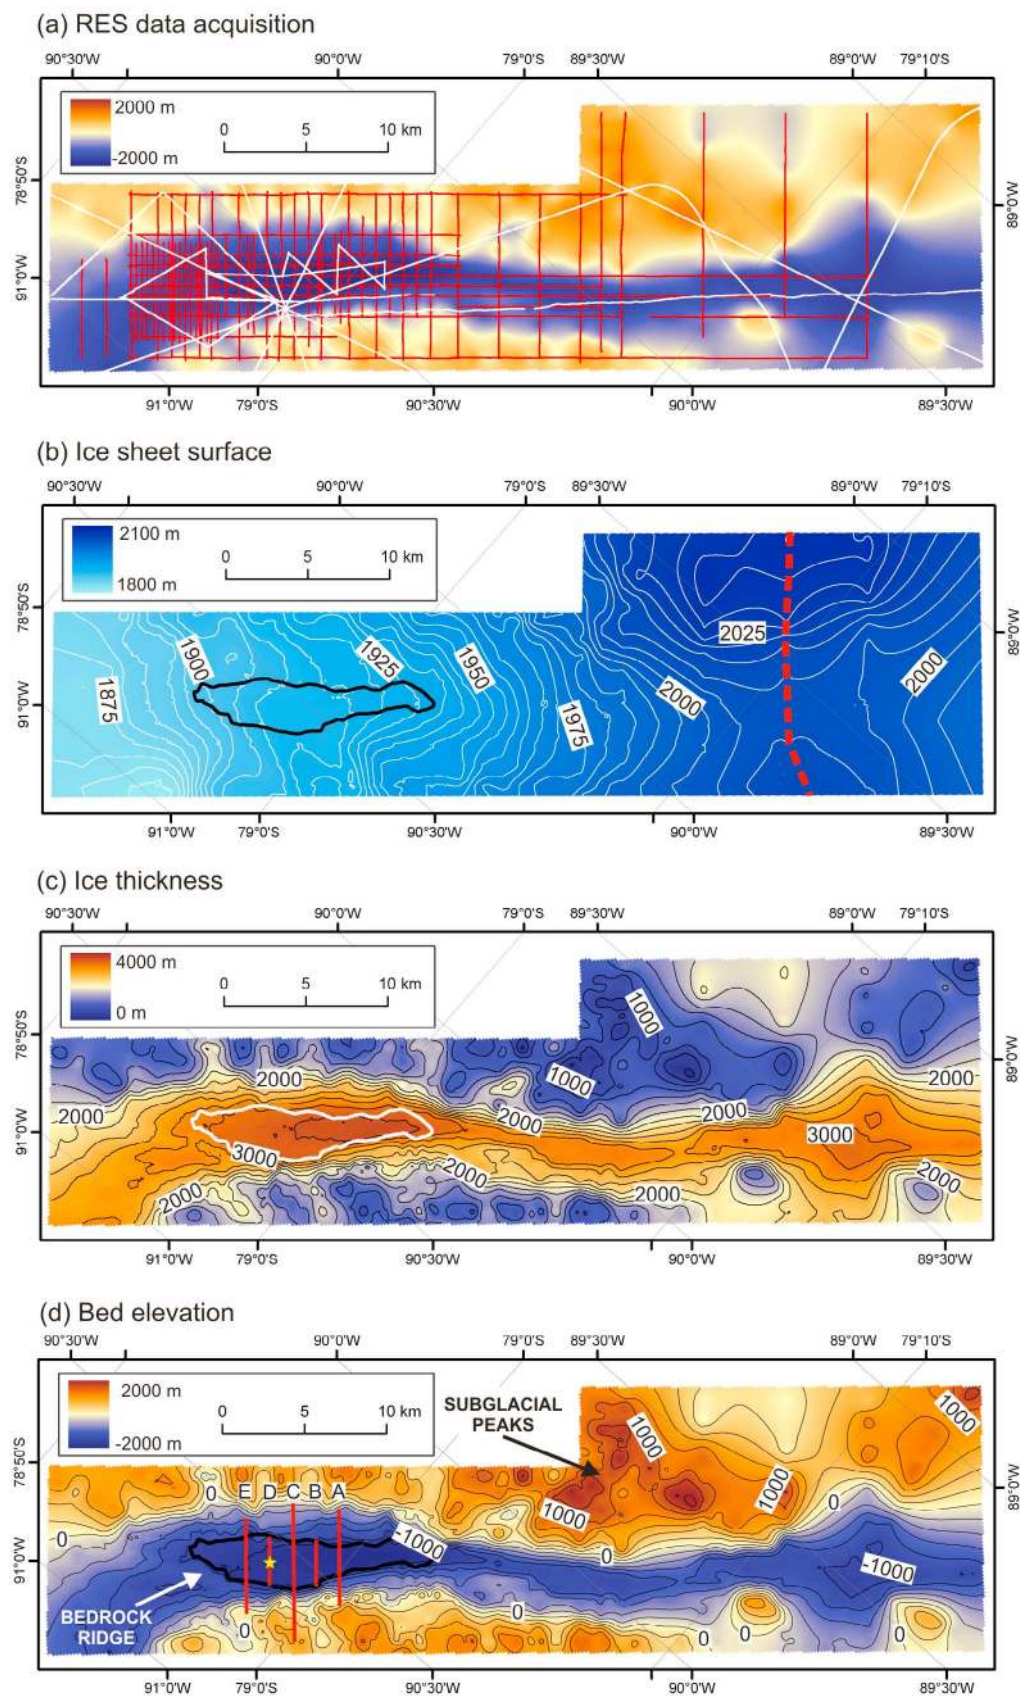 (a) RES data acquisition
90°30'W 90°0'W 79°0'S 89°30'W 89°0'W 79°10'S
2000 m
-2000 m
0 5 10 km
78°50'S
89°0'W
91°0'W
91°0'W 79°0'S 90°30'W 90°0'W 89°30'W
(b) Ice sheet surface
90°30'W 90°0'W 79°0'S 89°30'W 89°0'W 79°10'S
2100 m
1800 m
0 5 10 km
78°50'S
89°0'W
91°0'W
1875 1900 1925 1950 1975 2000 2025 2000
91°0'W 79°0'S 90°30'W 90°0'W 89°30'W
(c) Ice thickness
90°30'W 90°0'W 79°0'S 89°30'W 89°0'W 79°10'S
4000 m
0 m
0 5 10 km
78°50'S
89°0'W
91°0'W
1000
2000 1000 2000
2000 2000 2000
3000 3000
2000 2000 2000 2000
91°0'W 79°0'S 90°30'W 90°0'W 89°30'W
(d) Bed elevation
90°30'W 90°0'W 79°0'S 89°30'W 89°0'W 79°10'S
2000 m
-2000 m
0 5 10 km
SUBGLACIAL
PEAKS
78°50'S
89°0'W
91°0'W
1000 1000
0 E D C B A 1000 1000 0
0 -1000 0 -1000
BEDROCK
RIDGE
0 0 0 0 0
91°0'W 79°0'S 90°30'W 90°0'W 89°30'W